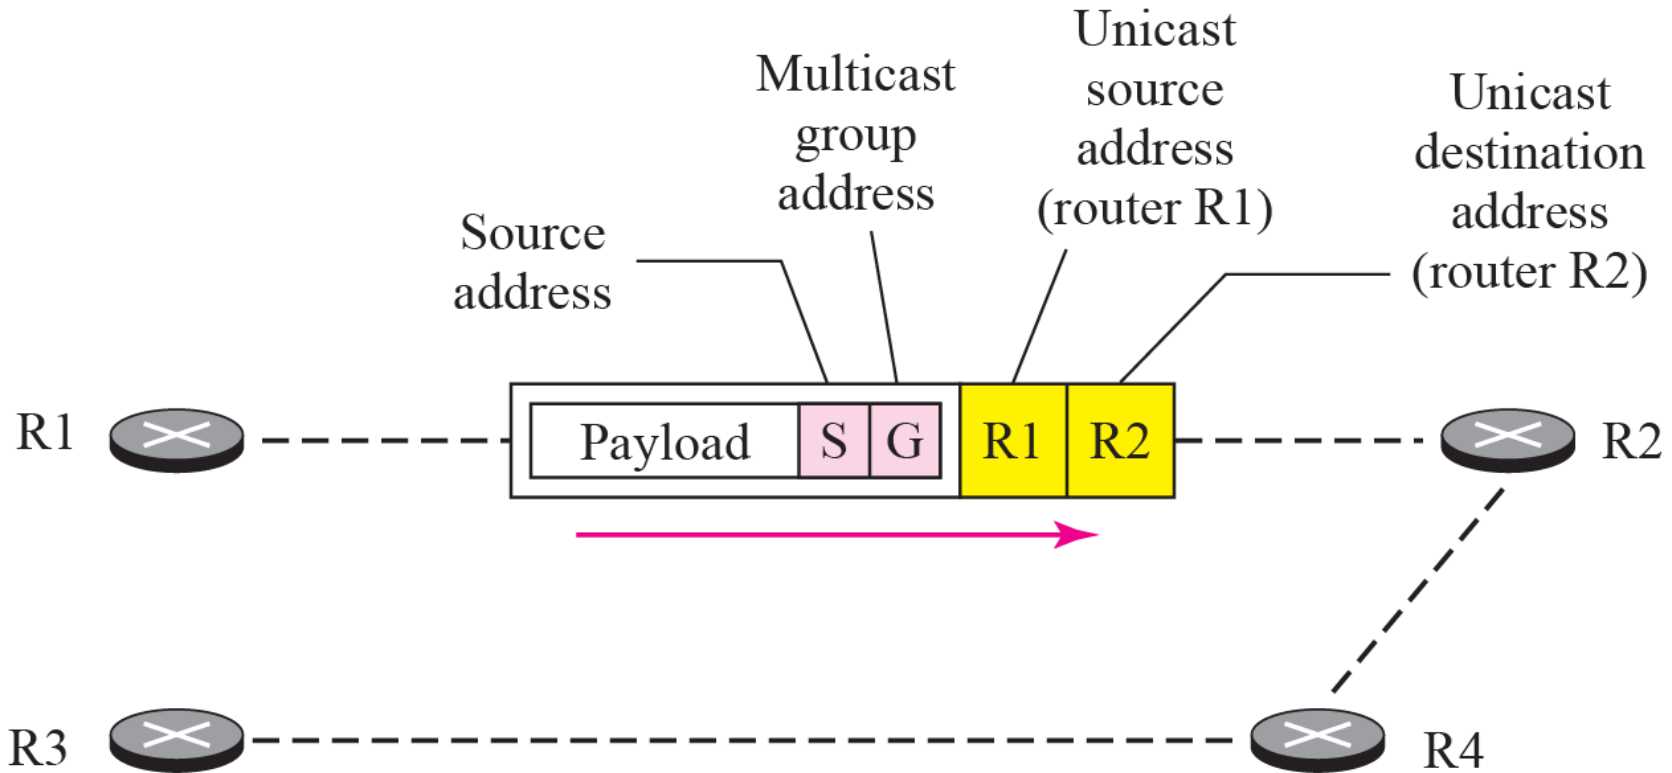 Unicast
source
address
(router R1)
Multicast
group
address
Unicast
destination
address
(router R2)
Source
address
R1
Payload S G R1 R2
R2
R3
R4